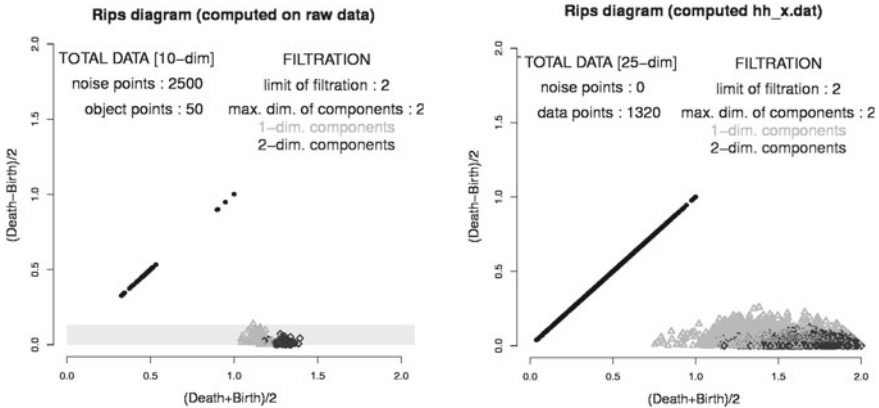 Rips diagram (computed on raw data)
2.0
1.5
1.0
0.5
0.0
(Death−Birth)/2
TOTAL DATA [10−dim]
noise points : 2500
object points : 50
FILTRATION
limit of filtration : 2
max. dim. of components : 2
1−dim. components
2−dim. components
0.0 0.5 1.0 1.5 2.0
(Death+Birth)/2
Rips diagram (computed hh_x.dat)
2.0
1.5
1.0
0.5
0.0
(Death−Birth)/2
TOTAL DATA [25−dim]
noise points : 0
data points : 1320
FILTRATION
limit of filtration : 2
max. dim. of components : 2
1−dim. components
2−dim. components
0.0 0.5 1.0 1.5 2.0
(Death+Birth)/2